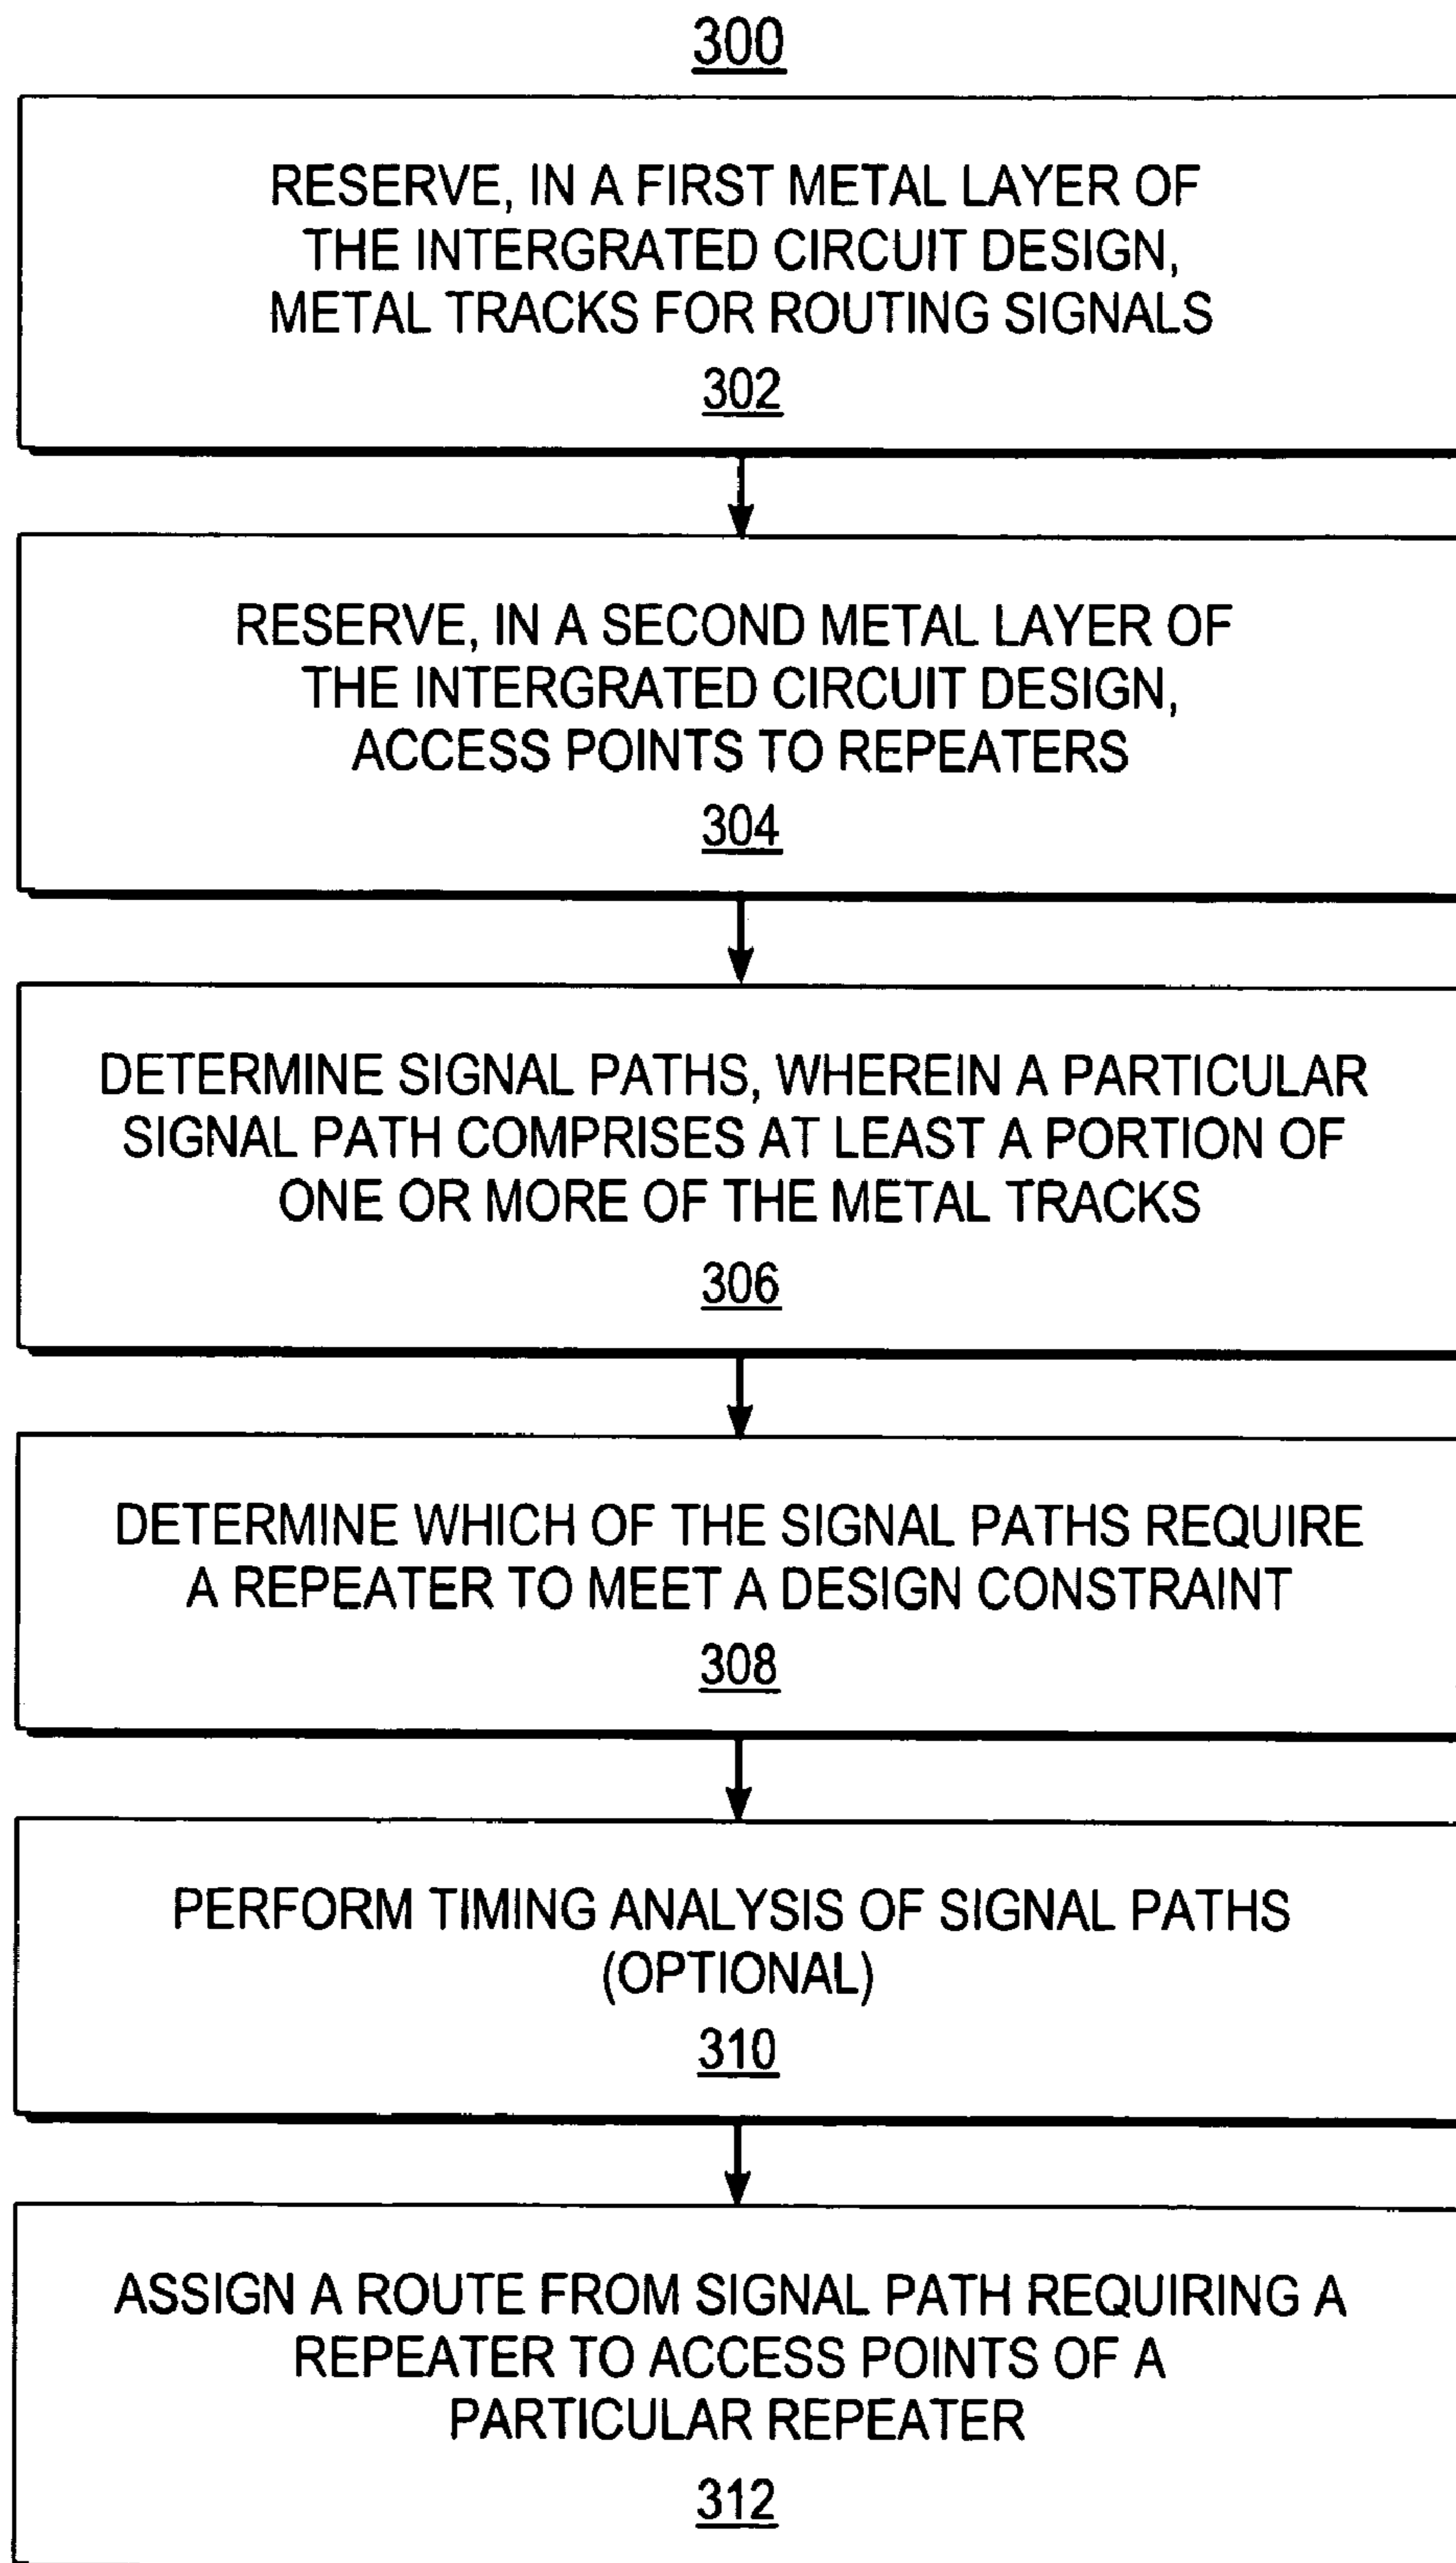 300
RESERVE, IN A FIRST METAL LAYER OF
THE INTERGRATED CIRCUIT DESIGN,
METAL TRACKS FOR ROUTING SIGNALS
302
RESERVE, IN A SECOND METAL LAYER OF
THE INTERGRATED CIRCUIT DESIGN,
ACCESS POINTS TO REPEATERS
304
DETERMINE SIGNAL PATHS, WHEREIN A PARTICULAR
SIGNAL PATH COMPRISES AT LEAST A PORTION OF
ONE OR MORE OF THE METAL TRACKS
306
DETERMINE WHICH OF THE SIGNAL PATHS REQUIRE
A REPEATER TO MEET A DESIGN CONSTRAINT
308
PERFORM TIMING ANALYSIS OF SIGNAL PATHS
(OPTIONAL)
310
ASSIGN A ROUTE FROM SIGNAL PATH REQUIRING A
REPEATER TO ACCESS POINTS OF A
PARTICULAR REPEATER
312